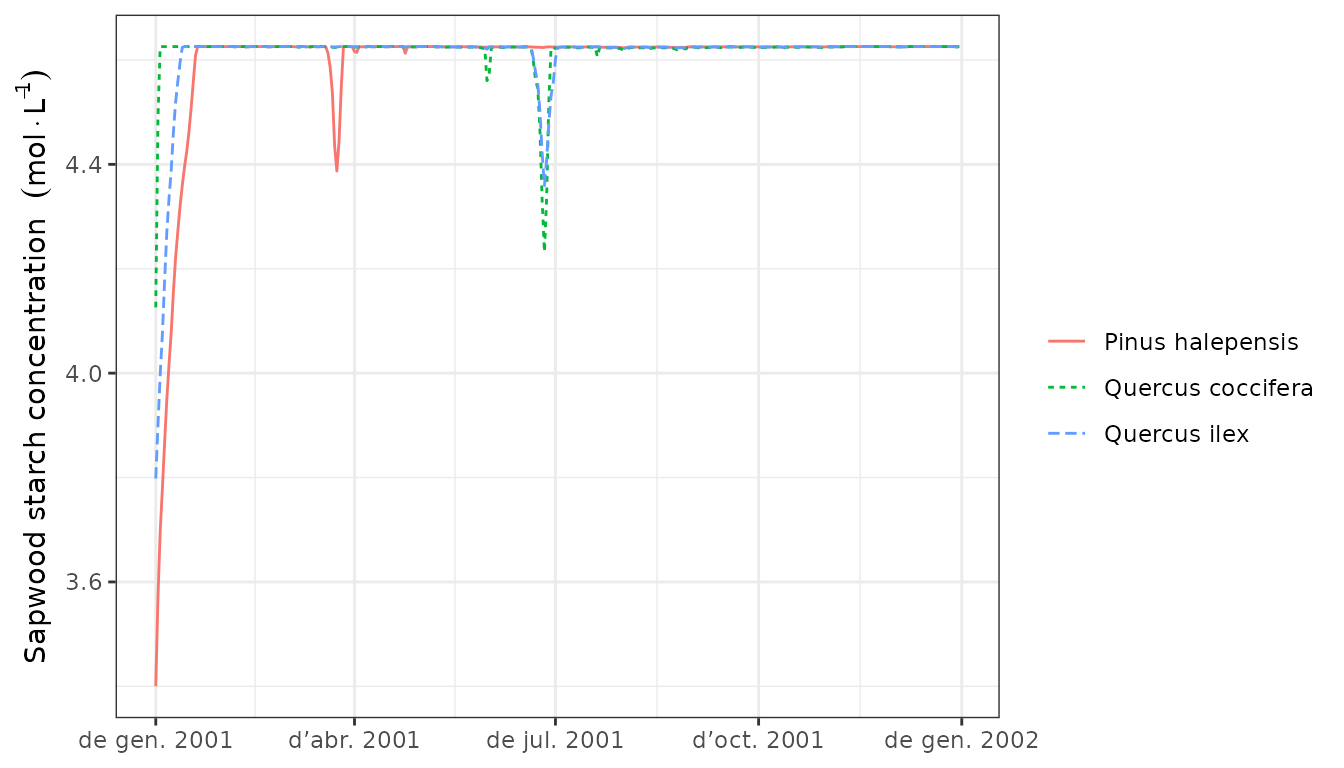 Sapwood starch concentration (mol·L⁻¹)
4.4
4.0
3.6
de gen. 2001
d’abr. 2001
de jul. 2001
d’oct. 2001
de gen. 2002
Pinus halepensis
Quercus coccifera
Quercus ilex